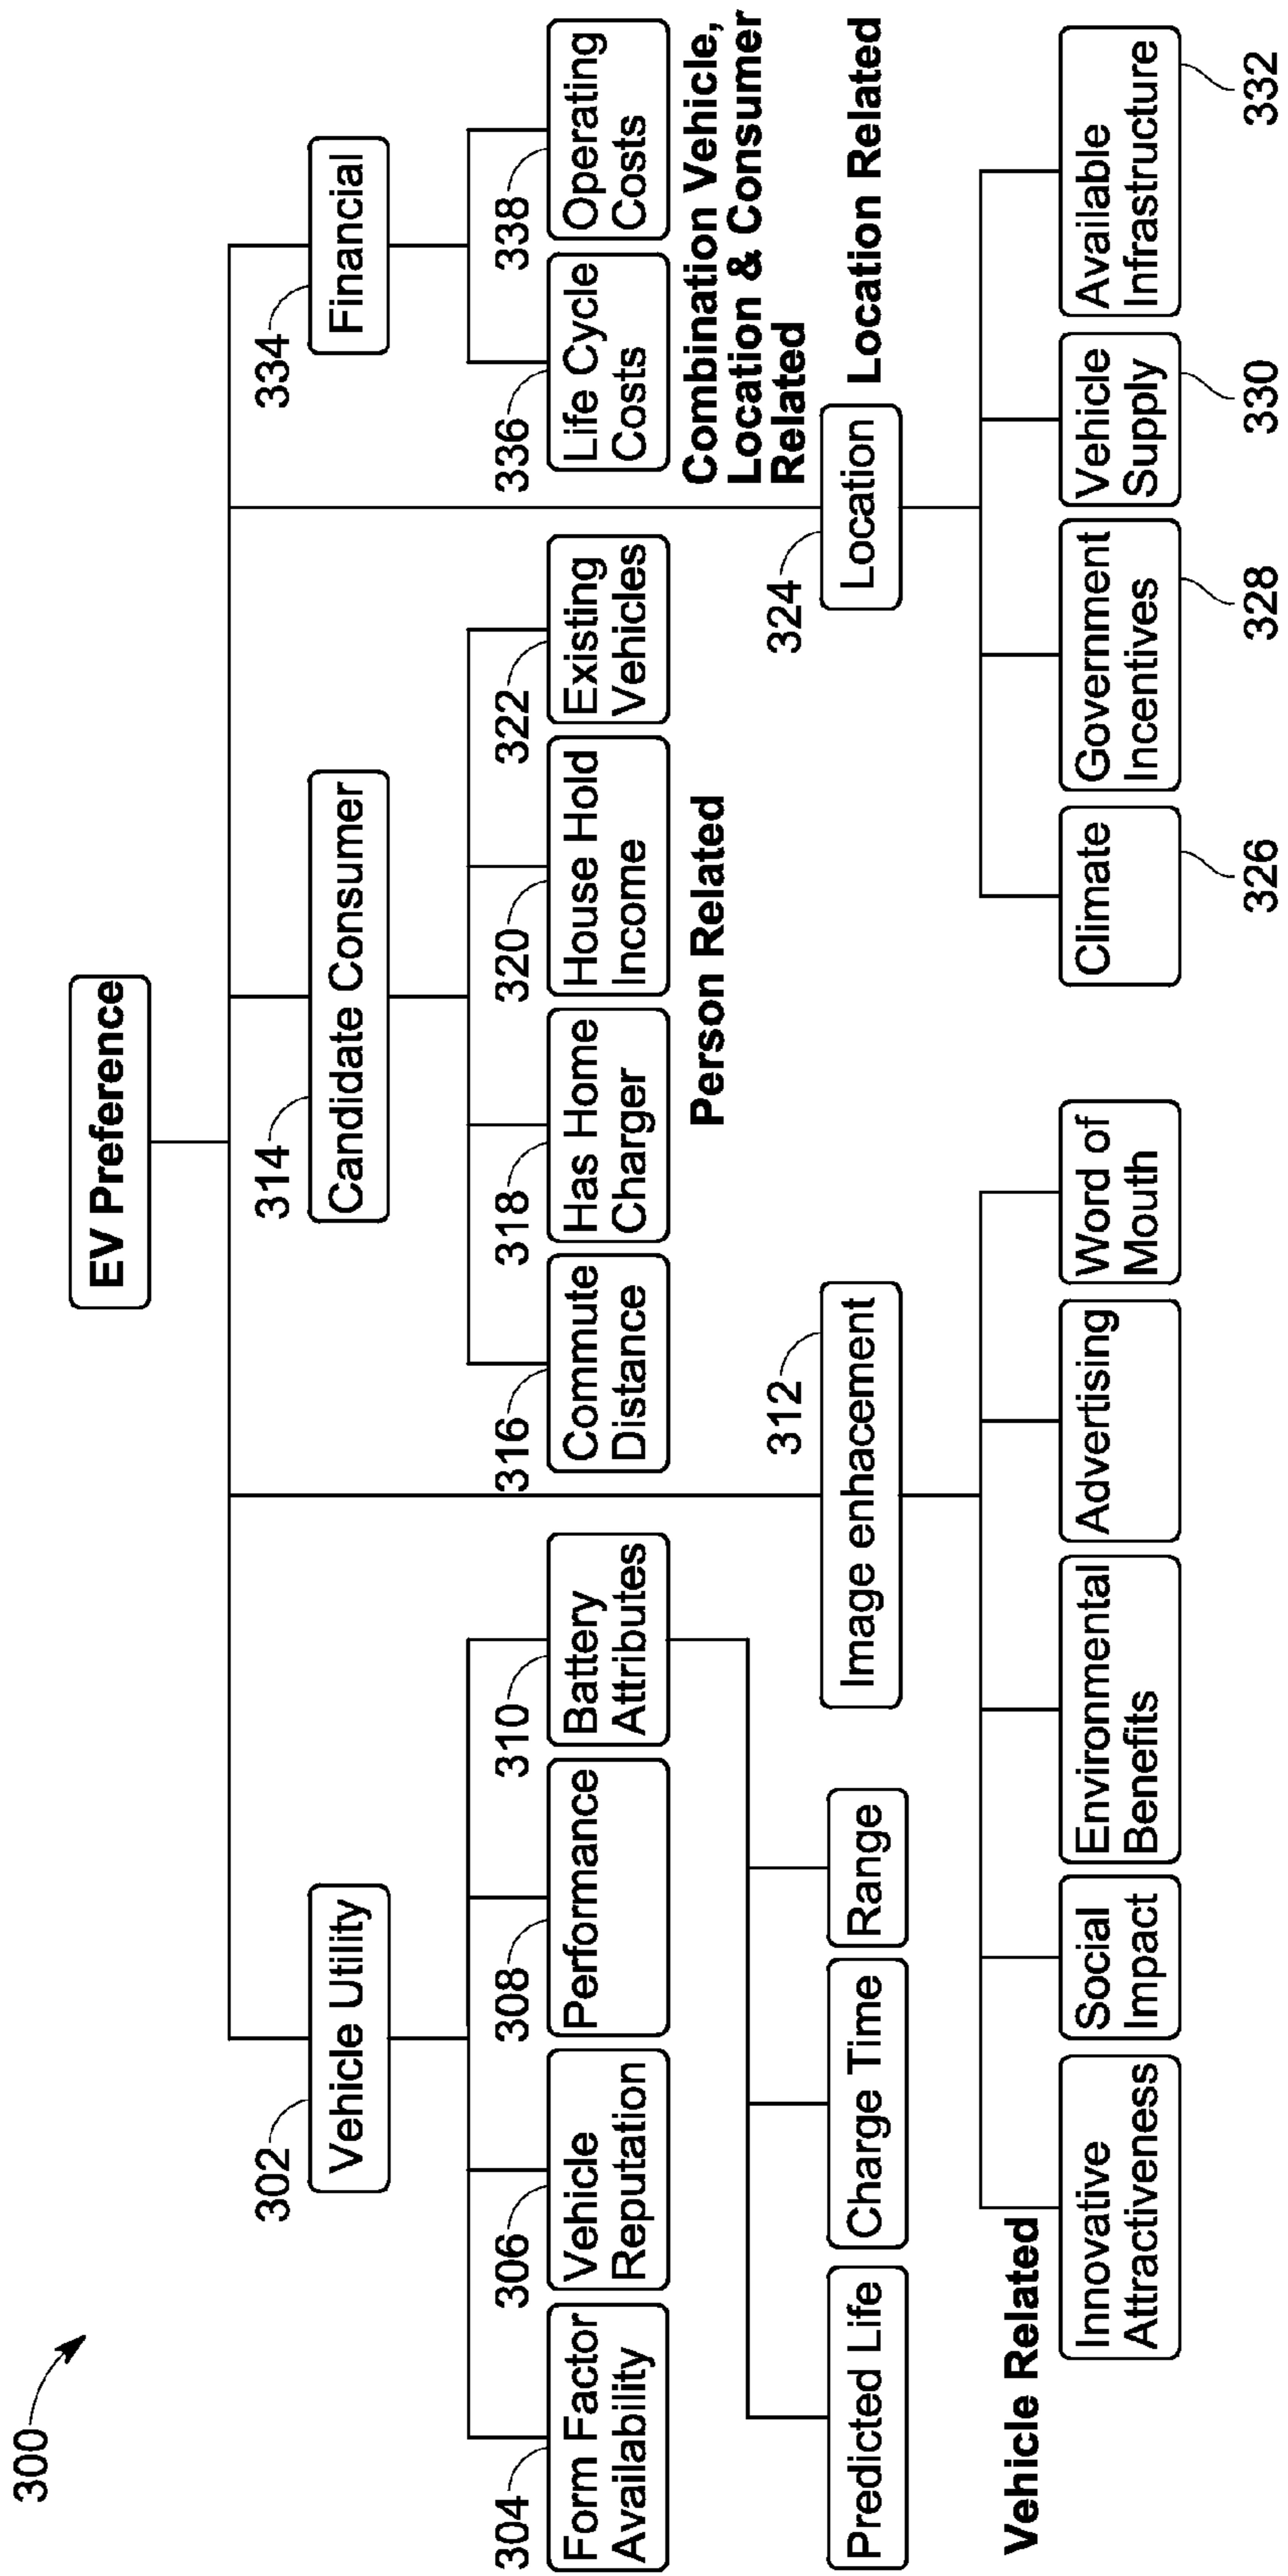 300
EV Preference
302
Vehicle Utility
314
Candidate Consumer
334
Financial
304
Form Factor
Availability
306
Vehicle
Reputation
308
Performance
310
Battery
Attributes
316
Commute
Distance
318
Has Home
Charger
320
House Hold
Income
322
Existing
Vehicles
336
Life Cycle
Costs
338
Operating
Costs
Person Related
Combination Vehicle,
Location & Consumer
Related
Predicted Life
Charge Time
Range
312
Image enhacement
324
Location
Location Related
Vehicle Related
Innovative
Attractiveness
Social
Impact
Environmental
Benefits
Advertising
Word of
Mouth
Climate
Government
Incentives
Vehicle
Supply
Available
Infrastructure
326
328
330
332